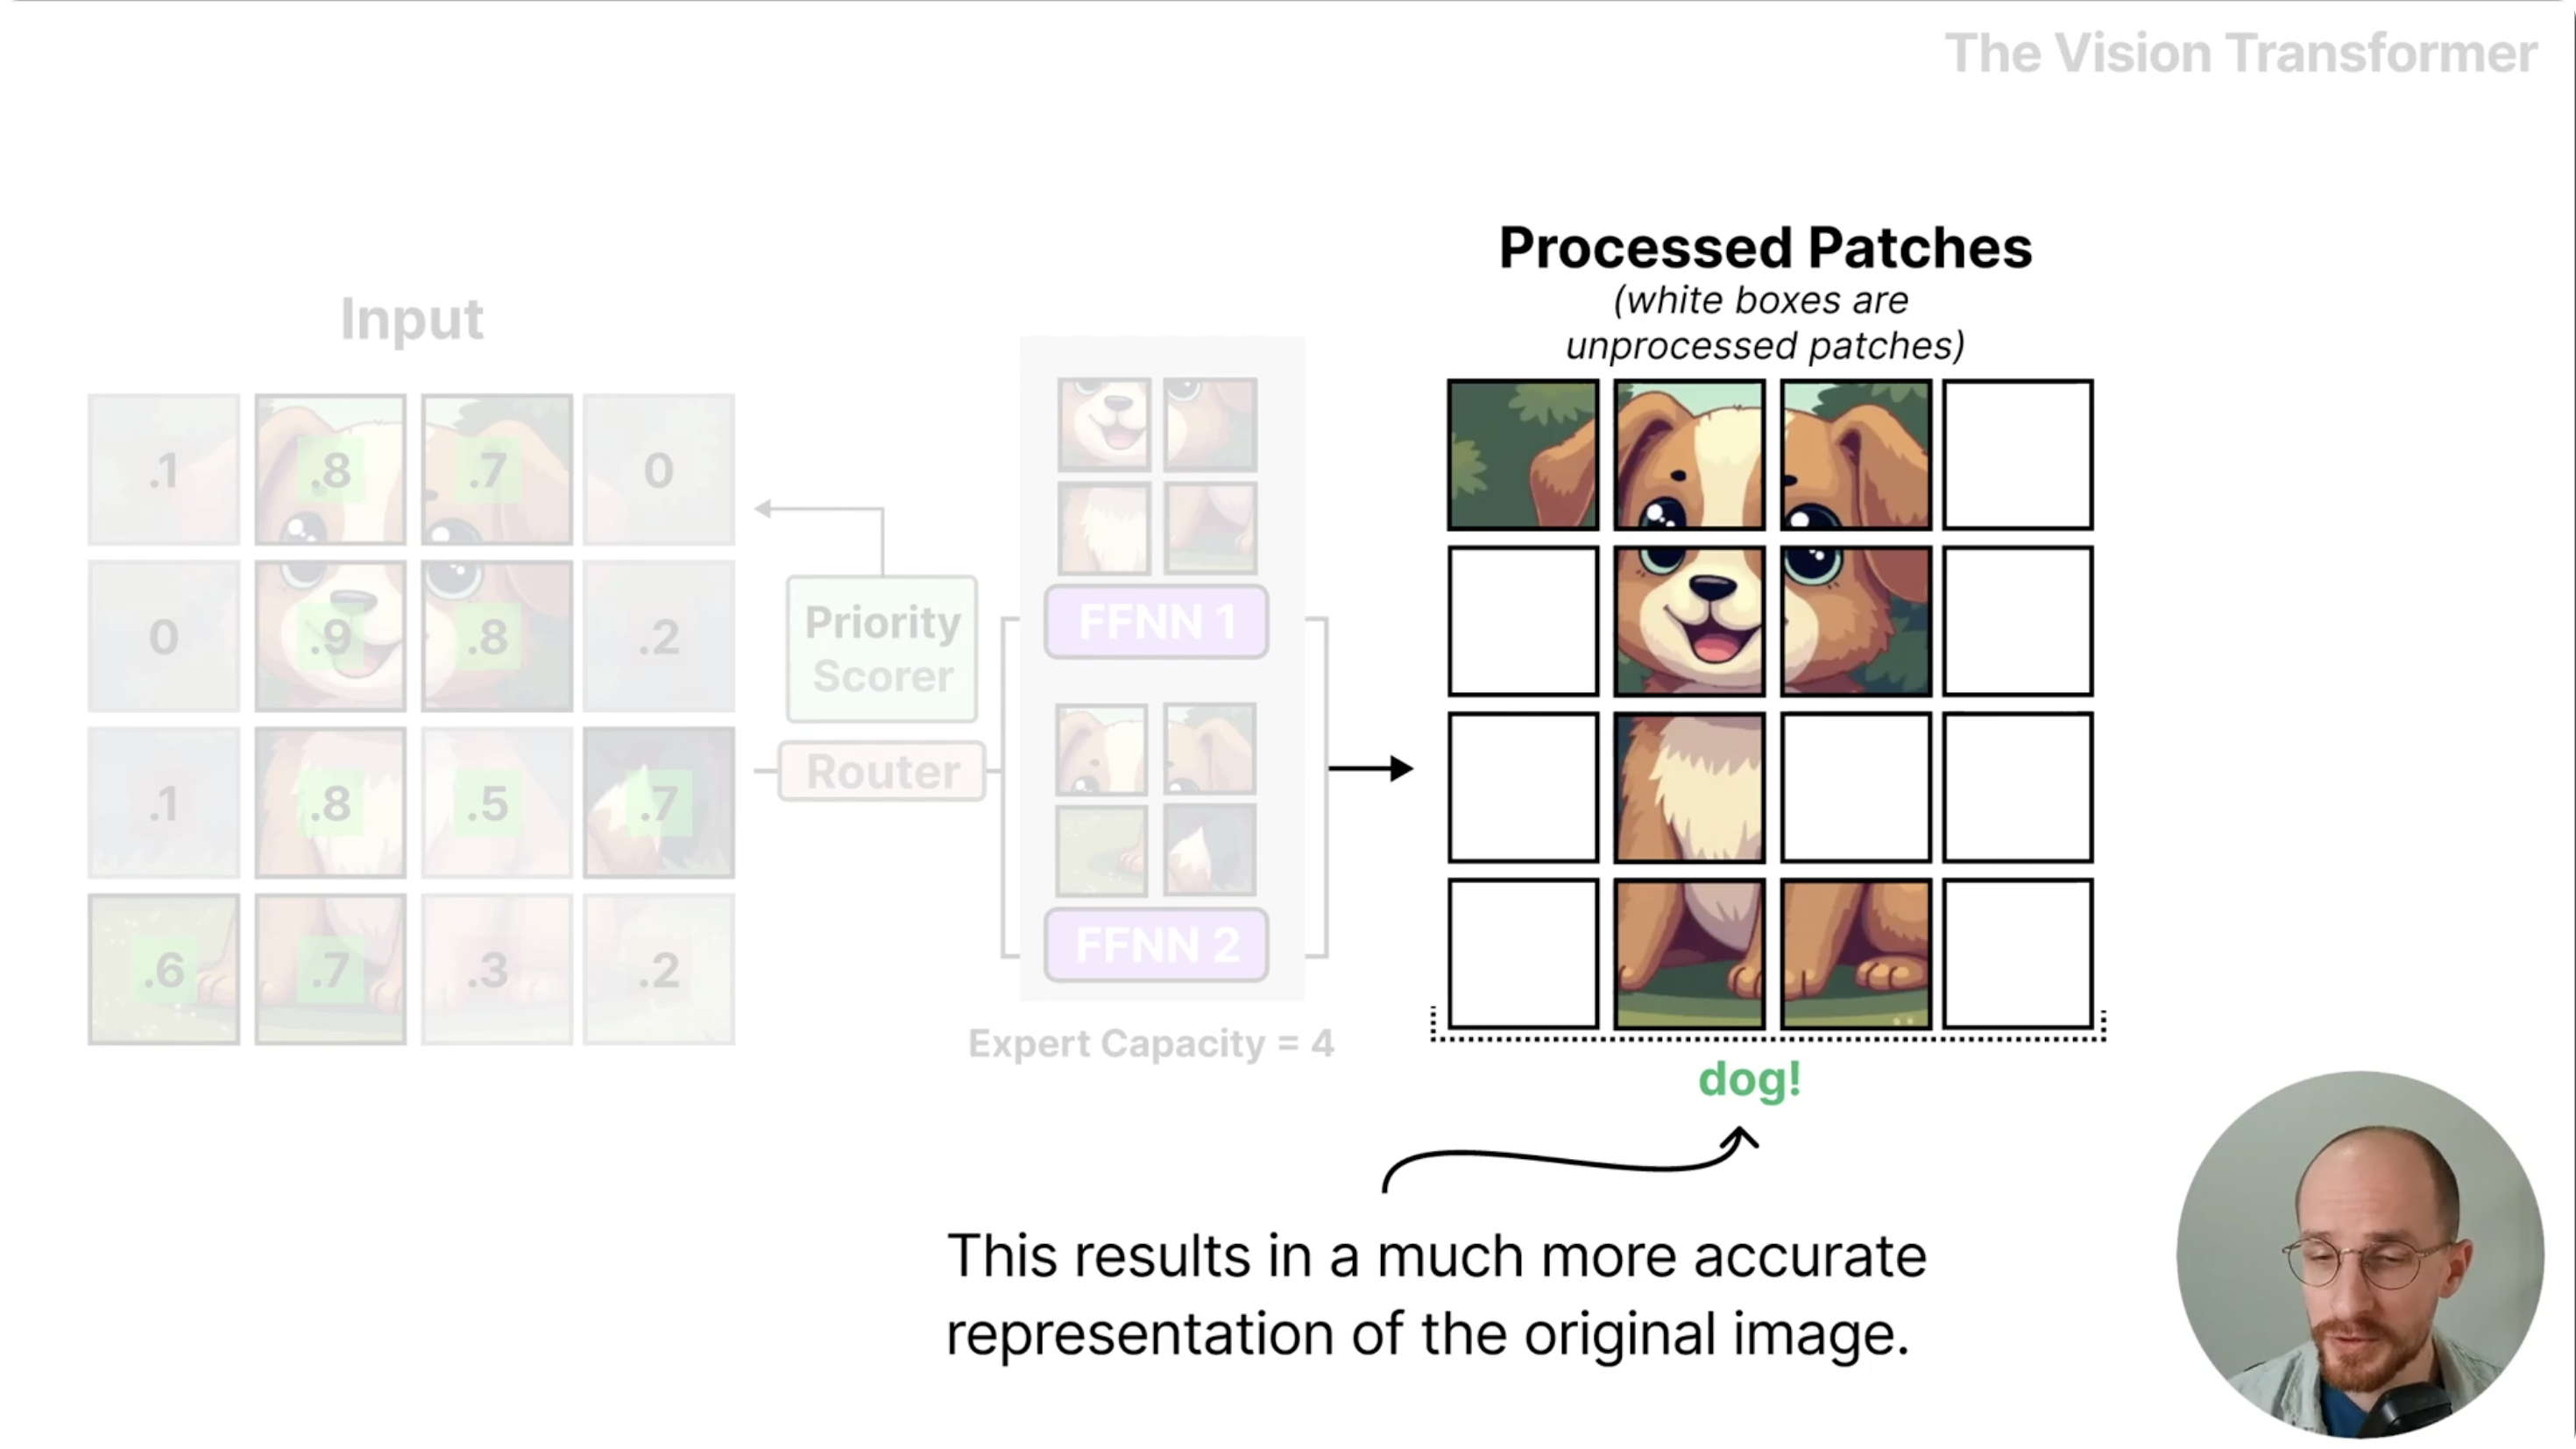 The Vision Transformer
Processed Patches
(white boxes are
unprocessed patches)
Input
.1 .8 .7 0
0 .9 .8 .2
.1 .8 .5 .7
.6 .7 .3 .2
Priority
Scorer
Router
FFNN 1
FFNN 2
Expert Capacity = 4
dog!
This results in a much more accurate
representation of the original image.